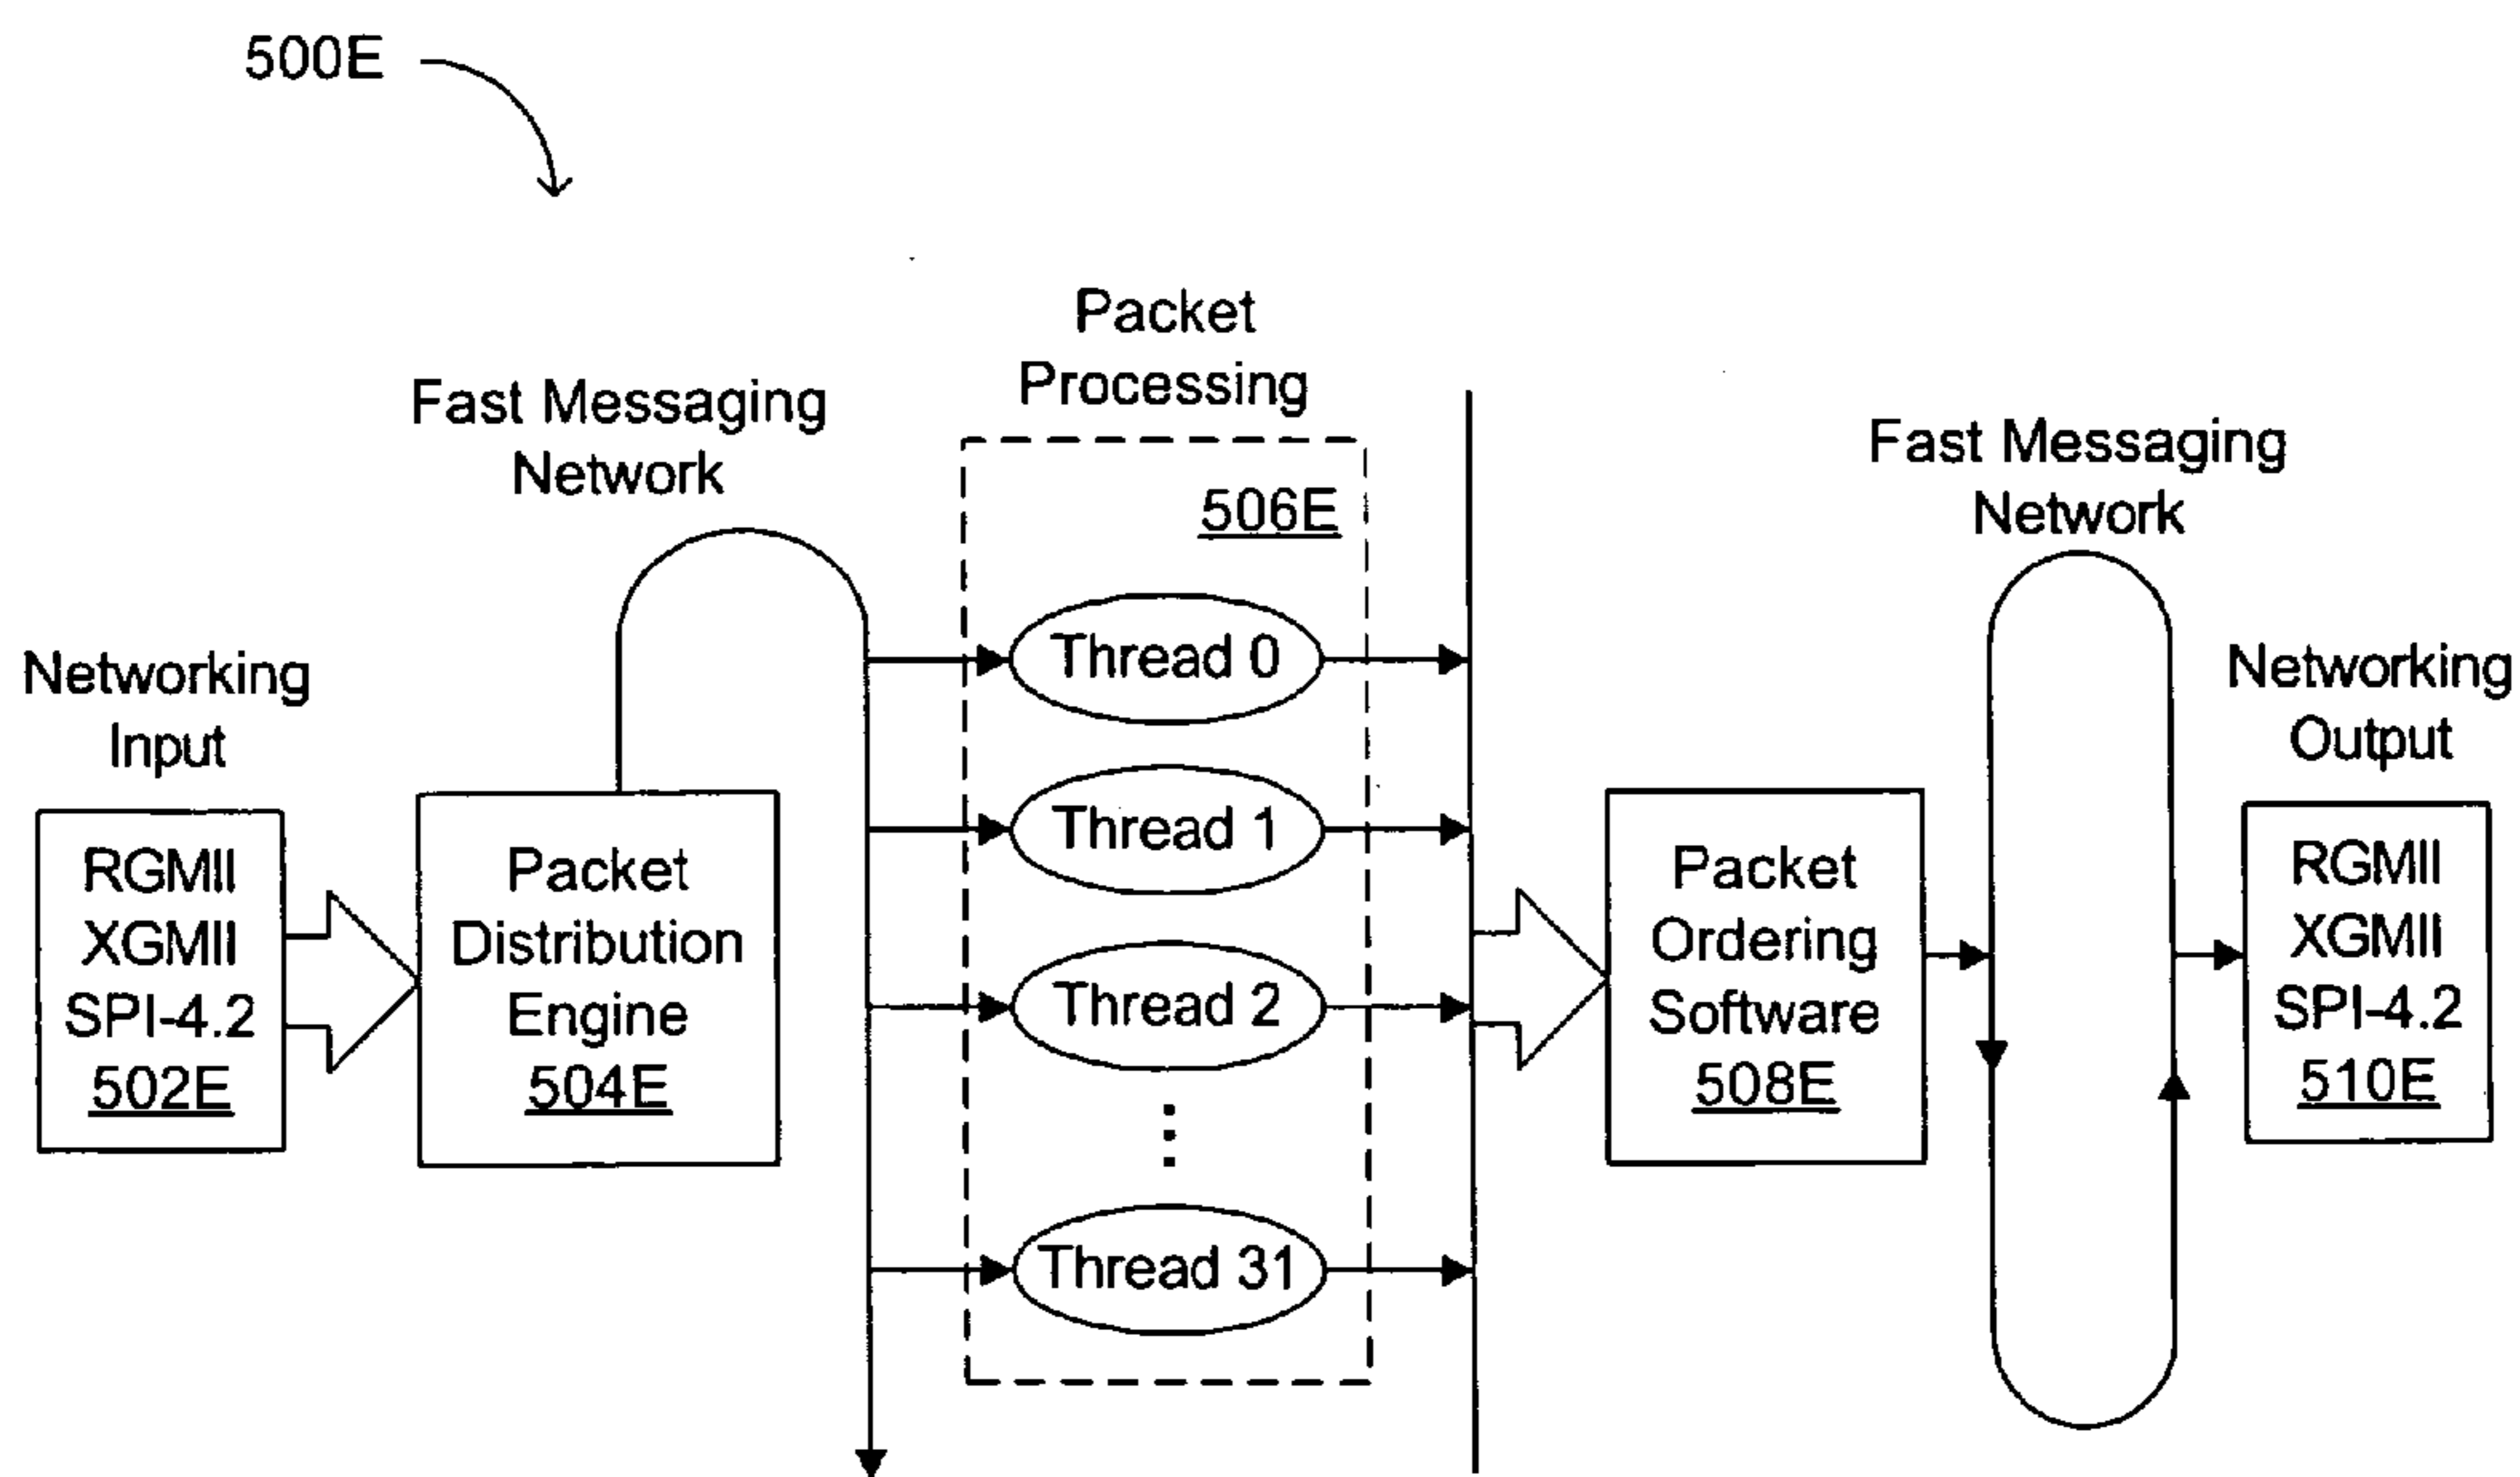 500E
Networking
Input
RGMII
XGMII
SPI-4.2
502E
Fast Messaging
Network
Packet
Distribution
Engine
504E
Packet
Processing
506E
Thread 0
Thread 1
Thread 2
Thread 31
Packet
Ordering
Software
508E
Fast Messaging
Network
Networking
Output
RGMII
XGMII
SPI-4.2
510E